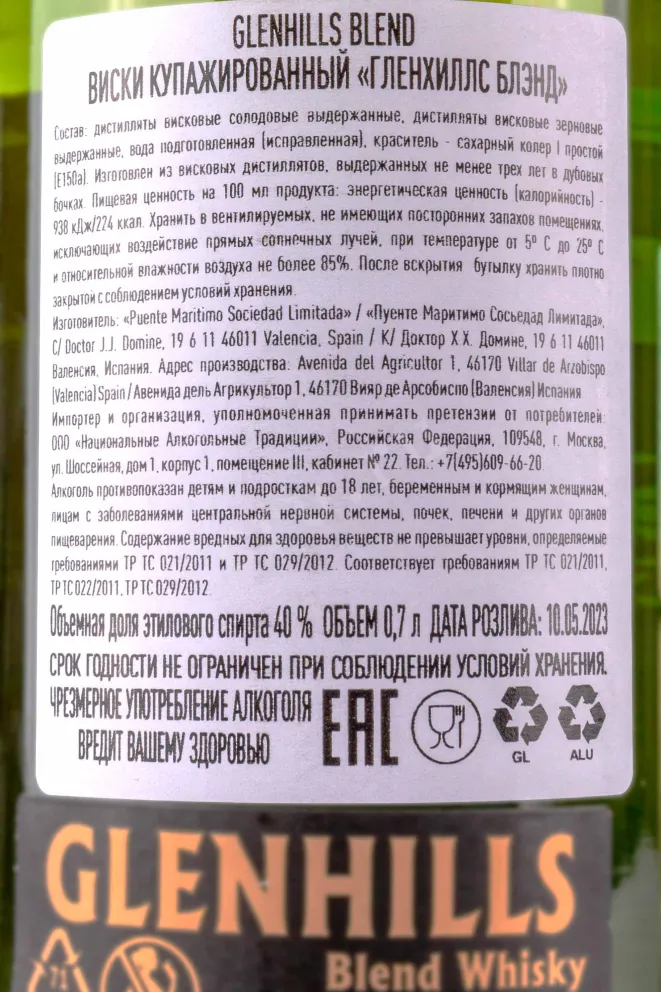 GLENHILLS BLEND
ВИСКИ КУПАЖИРОВАННЫЙ «ГЛЕНХИЛЛС БЛЭНД»
Состав: дистилляты висковые солодовые выдержанные, дистилляты висковые зерновые
выдержанные, вода подготовленная (исправленная), краситель - сахарный колер I простой
(E150a). Изготовлен из висковых дистиллятов, выдержанных не менее трех лет в дубовых
бочках. Пищевая ценность на 100 мл продукта: энергетическая ценность (калорийность) -
938 кДж/224 ккал. Хранить в вентилируемых, не имеющих посторонних запахов помещениях,
исключающих воздействие прямых солнечных лучей, при температуре от 5º С до 25º С
и относительной влажности воздуха не более 85%. После вскрытия бутылку хранить плотно
закрытой с соблюдением условий хранения.
Изготовитель: «Puente Maritimo Sociedad Limitada» / «Пуенте Маритимо Сосьедад Лимитада»,
C/ Doctor J.J. Domine, 19 6 11 46011 Valencia, Spain / К/ Доктор Х.Х. Домине, 19 6 11 46011
Валенсия, Испания. Адрес производства: Avenida del Agricultor 1, 46170 Villar de Arzobispo
(Valencia) Spain / Авенида дель Агрикультор 1, 46170 Вияр де Арсобиспо (Валенсия) Испания
Импортер и организация, уполномоченная принимать претензии от потребителей:
ООО «Национальные Алкогольные Традиции», Российская Федерация, 109548, г. Москва,
ул. Шоссейная, дом 1, корпус 1, помещение III, кабинет № 22. Тел.: +7(495)609-66-20
Алкоголь противопоказан детям и подросткам до 18 лет, беременным и кормящим женщинам,
лицам с заболеваниями центральной нервной системы, почек, печени и других органов
пищеварения. Содержание вредных для здоровья веществ не превышает уровни, определяемые
требованиями ТР ТС 021/2011 и ТР ТС 029/2012. Соответствует требованиям ТР ТС 021/2011,
ТР ТС 022/2011, ТР ТС 029/2012.
Объемная доля этилового спирта 40 % ОБЪЕМ 0,7 л ДАТА РОЗЛИВА: 10.05.2023
СРОК ГОДНОСТИ НЕ ОГРАНИЧЕН ПРИ СОБЛЮДЕНИИ УСЛОВИЙ ХРАНЕНИЯ.
ЧРЕЗМЕРНОЕ УПОТРЕБЛЕНИЕ АЛКОГОЛЯ
ВРЕДИТ ВАШЕМУ ЗДОРОВЬЮ
EAC
GL
ALU
GLENHILLS
Blend Whisky
71